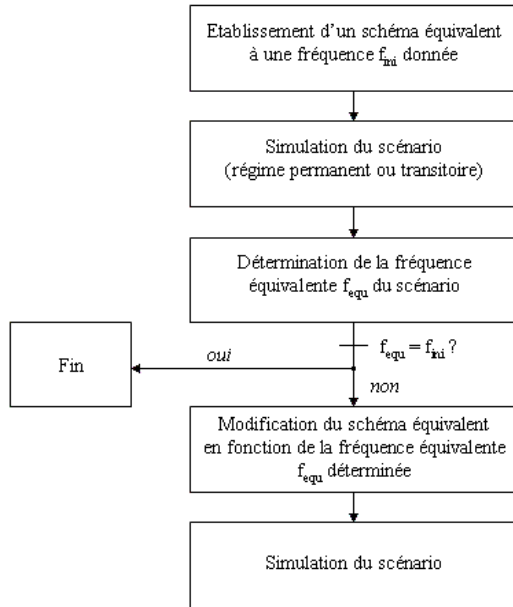 Etablissement d'un schéma équivalent
à une fréquence f_ini donnée
Simulation du scénario
(régime permanent ou transitoire)
Détermination de la fréquence
équivalente f_equ du scénario
f_equ = f_ini ?
oui
Fin
non
Modification du schéma équivalent
en fonction de la fréquence équivalente
f_equ déterminée
Simulation du scénario